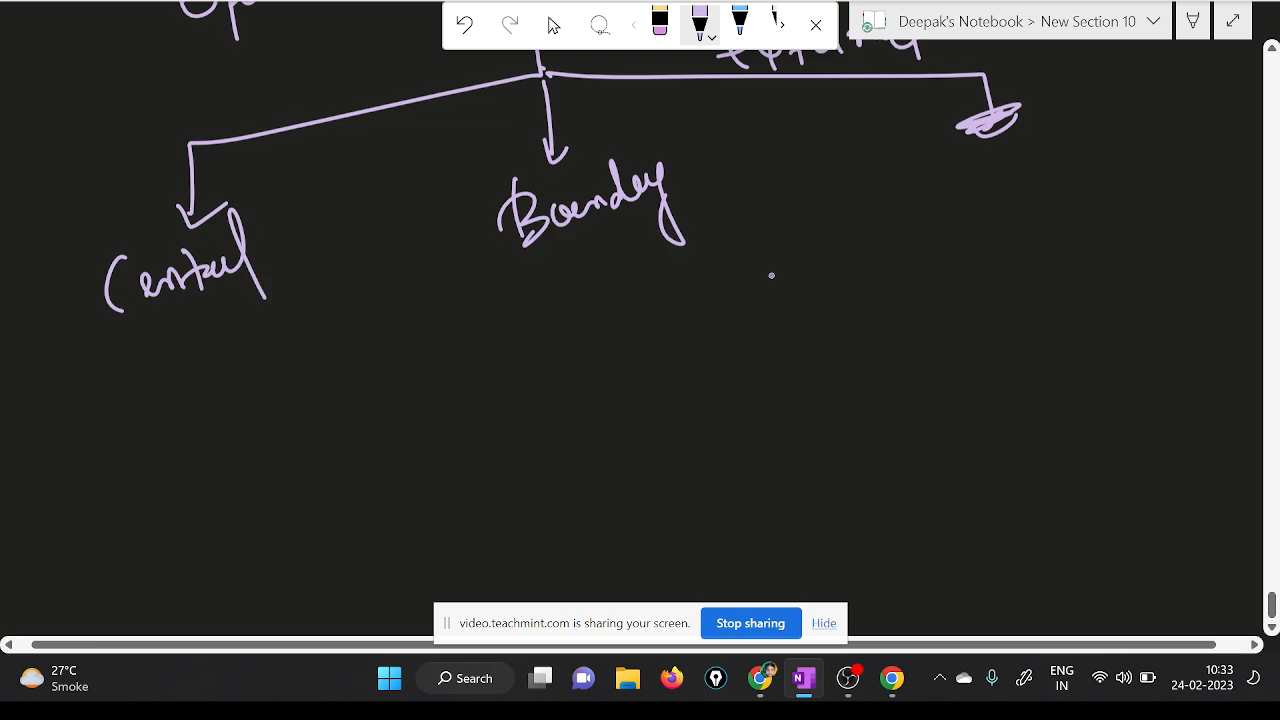 Deepak's Notebook > New Section 10
Boundey
Central
video.teachmint.com is sharing your screen. Stop sharing Hide
27°C
Smoke
Search
ENG
IN
10:33
24-02-2023